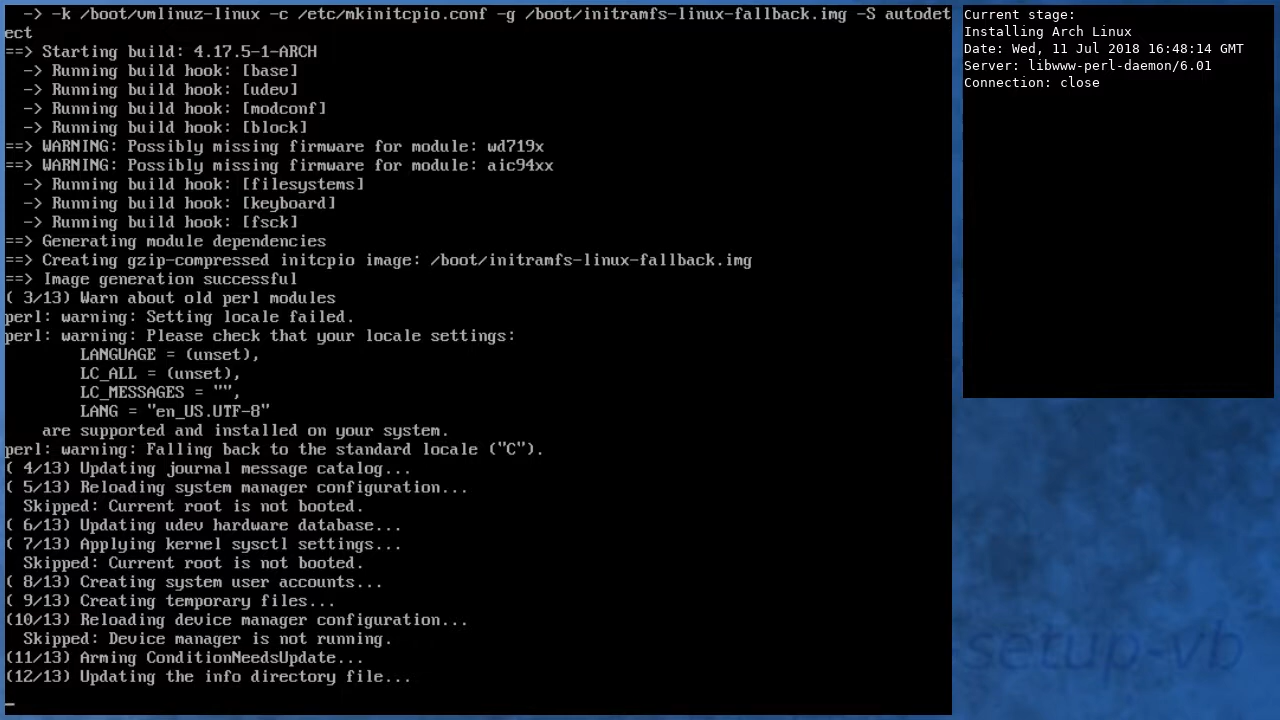 -> -k /boot/vmlinuz-linux -c /etc/mkinitcpio.conf -g /boot/initramfs-linux-fallback.img -S autodet
ect
==> Starting build: 4.17.5-1-ARCH
  -> Running build hook: [base]
  -> Running build hook: [udev]
  -> Running build hook: [modconf]
  -> Running build hook: [block]
==> WARNING: Possibly missing firmware for module: wd719x
==> WARNING: Possibly missing firmware for module: aic94xx
  -> Running build hook: [filesystems]
  -> Running build hook: [keyboard]
  -> Running build hook: [fsck]
==> Generating module dependencies
==> Creating gzip-compressed initcpio image: /boot/initramfs-linux-fallback.img
==> Image generation successful
( 3/13) Warn about old perl modules
perl: warning: Setting locale failed.
perl: warning: Please check that your locale settings:
        LANGUAGE = (unset),
        LC_ALL = (unset),
        LC_MESSAGES = "",
        LANG = "en_US.UTF-8"
    are supported and installed on your system.
perl: warning: Falling back to the standard locale ("C").
( 4/13) Updating journal message catalog...
( 5/13) Reloading system manager configuration...
  Skipped: Current root is not booted.
( 6/13) Updating udev hardware database...
( 7/13) Applying kernel sysctl settings...
  Skipped: Current root is not booted.
( 8/13) Creating system user accounts...
( 9/13) Creating temporary files...
(10/13) Reloading device manager configuration...
  Skipped: Device manager is not running.
(11/13) Arming ConditionNeedsUpdate...
(12/13) Updating the info directory file...
_
Current stage:
Installing Arch Linux
Date: Wed, 11 Jul 2018 16:48:14 GMT
Server: libwww-perl-daemon/6.01
Connection: close
setup-vb